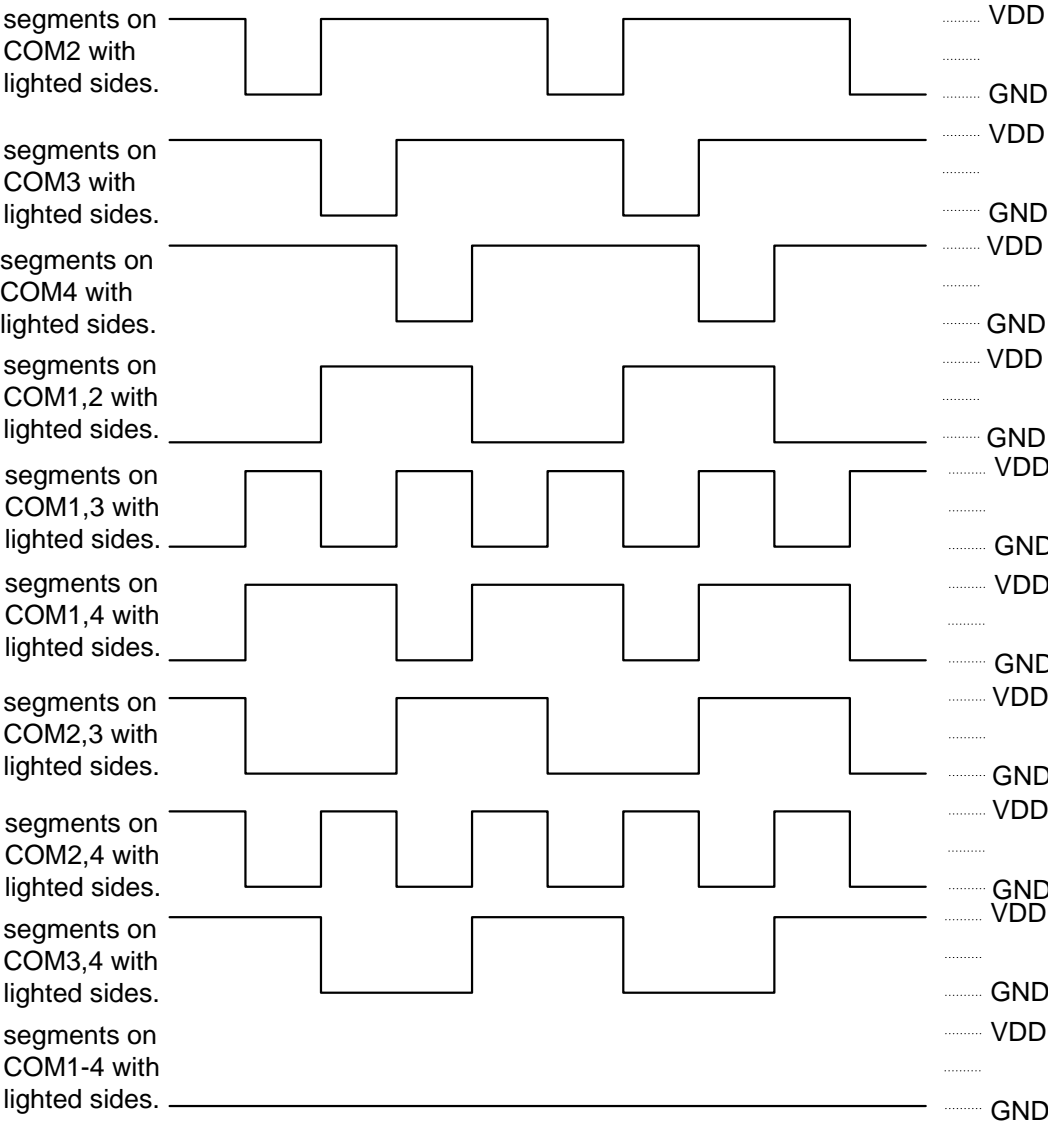 segments on
COM2 with
lighted sides.
VDD
GND
segments on
COM3 with
lighted sides.
VDD
GND
segments on
COM4 with
lighted sides.
VDD
GND
segments on
COM1,2 with
lighted sides.
VDD
GND
segments on
COM1,3 with
lighted sides.
VDD
GND
segments on
COM1,4 with
lighted sides.
VDD
GND
segments on
COM2,3 with
lighted sides.
VDD
GND
segments on
COM2,4 with
lighted sides.
VDD
GND
segments on
COM3,4 with
lighted sides.
VDD
GND
segments on
COM1-4 with
lighted sides.
VDD
GND